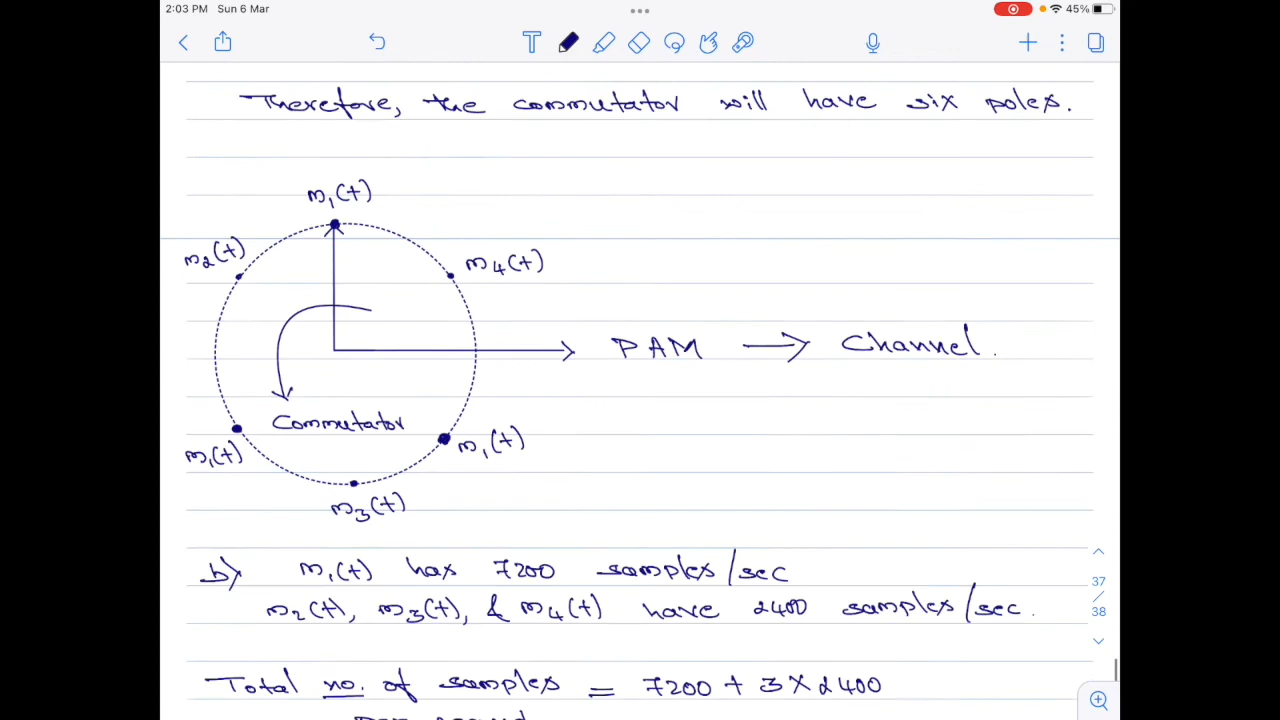 2:03 PM Sun 6 Mar
45%
Therefore, the commutator will have six poles.
m₁(t)
m₂(t)
m₄(t)
PAM → Channel.
Commutator
m₁(t)
m₁(t)
m₃(t)
b) m₁(t) has 7200 samples/sec
m₂(t), m₃(t), & m₄(t) have 2400 samples/sec.
37
38
Total no. of samples = 7200 + 3 × 2400